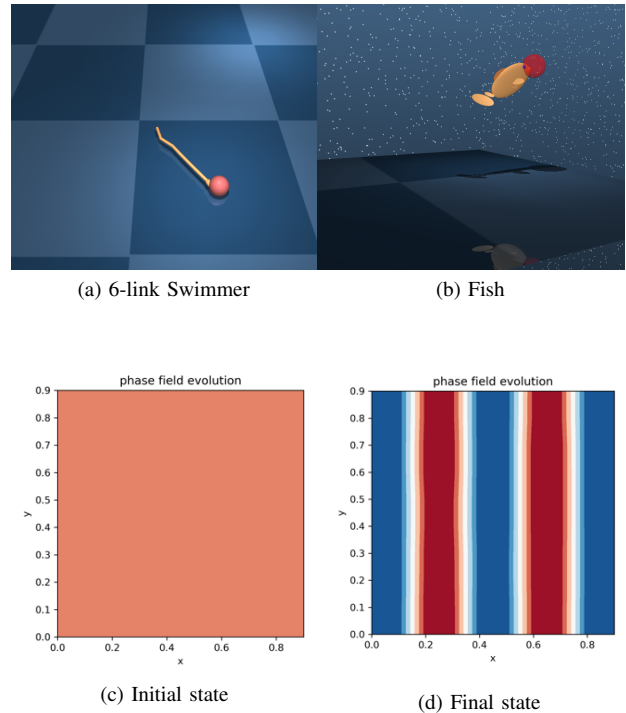 (a) 6-link Swimmer
(b) Fish
phase field evolution
0.9
0.8
0.7
0.6
0.5
0.4
0.3
0.2
0.1
0.0
y
0.0 0.2 0.4 0.6 0.8
x
(c) Initial state
phase field evolution
0.9
0.8
0.7
0.6
0.5
0.4
0.3
0.2
0.1
0.0
y
0.0 0.2 0.4 0.6 0.8
x
(d) Final state